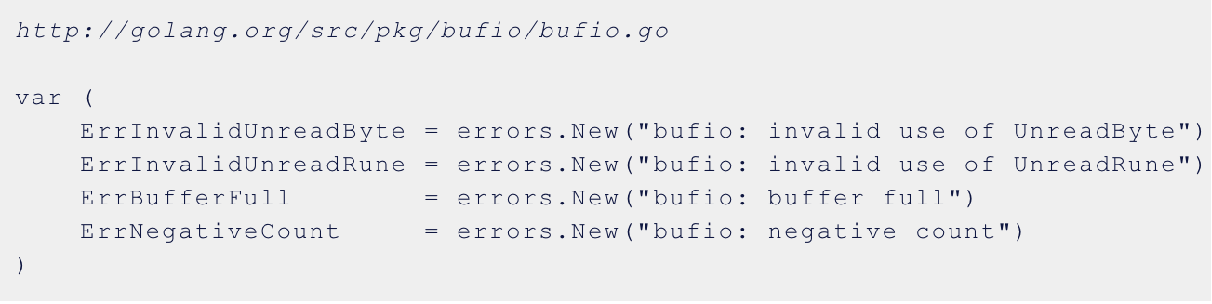 http://golang.org/src/pkg/bufio/bufio.go
var (
    ErrInvalidUnreadByte = errors.New("bufio: invalid use of UnreadByte")
    ErrInvalidUnreadRune = errors.New("bufio: invalid use of UnreadRune")
    ErrBufferFull        = errors.New("bufio: buffer full")
    ErrNegativeCount     = errors.New("bufio: negative count")
)